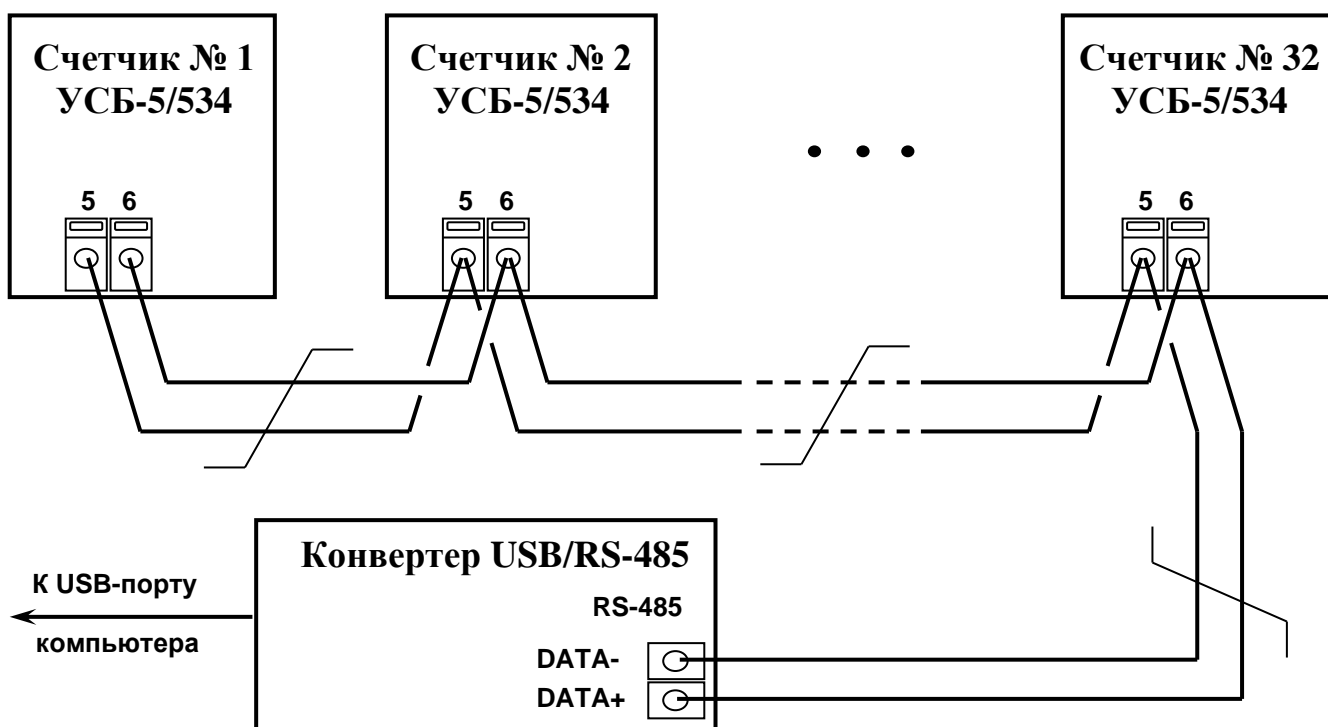 Счетчик № 1
УСБ-5/534
5 6
Счетчик № 2
УСБ-5/534
5 6
Счетчик № 32
УСБ-5/534
5 6
Конвертер USB/RS-485
К USB-порту
компьютера
RS-485
DATA-
DATA+